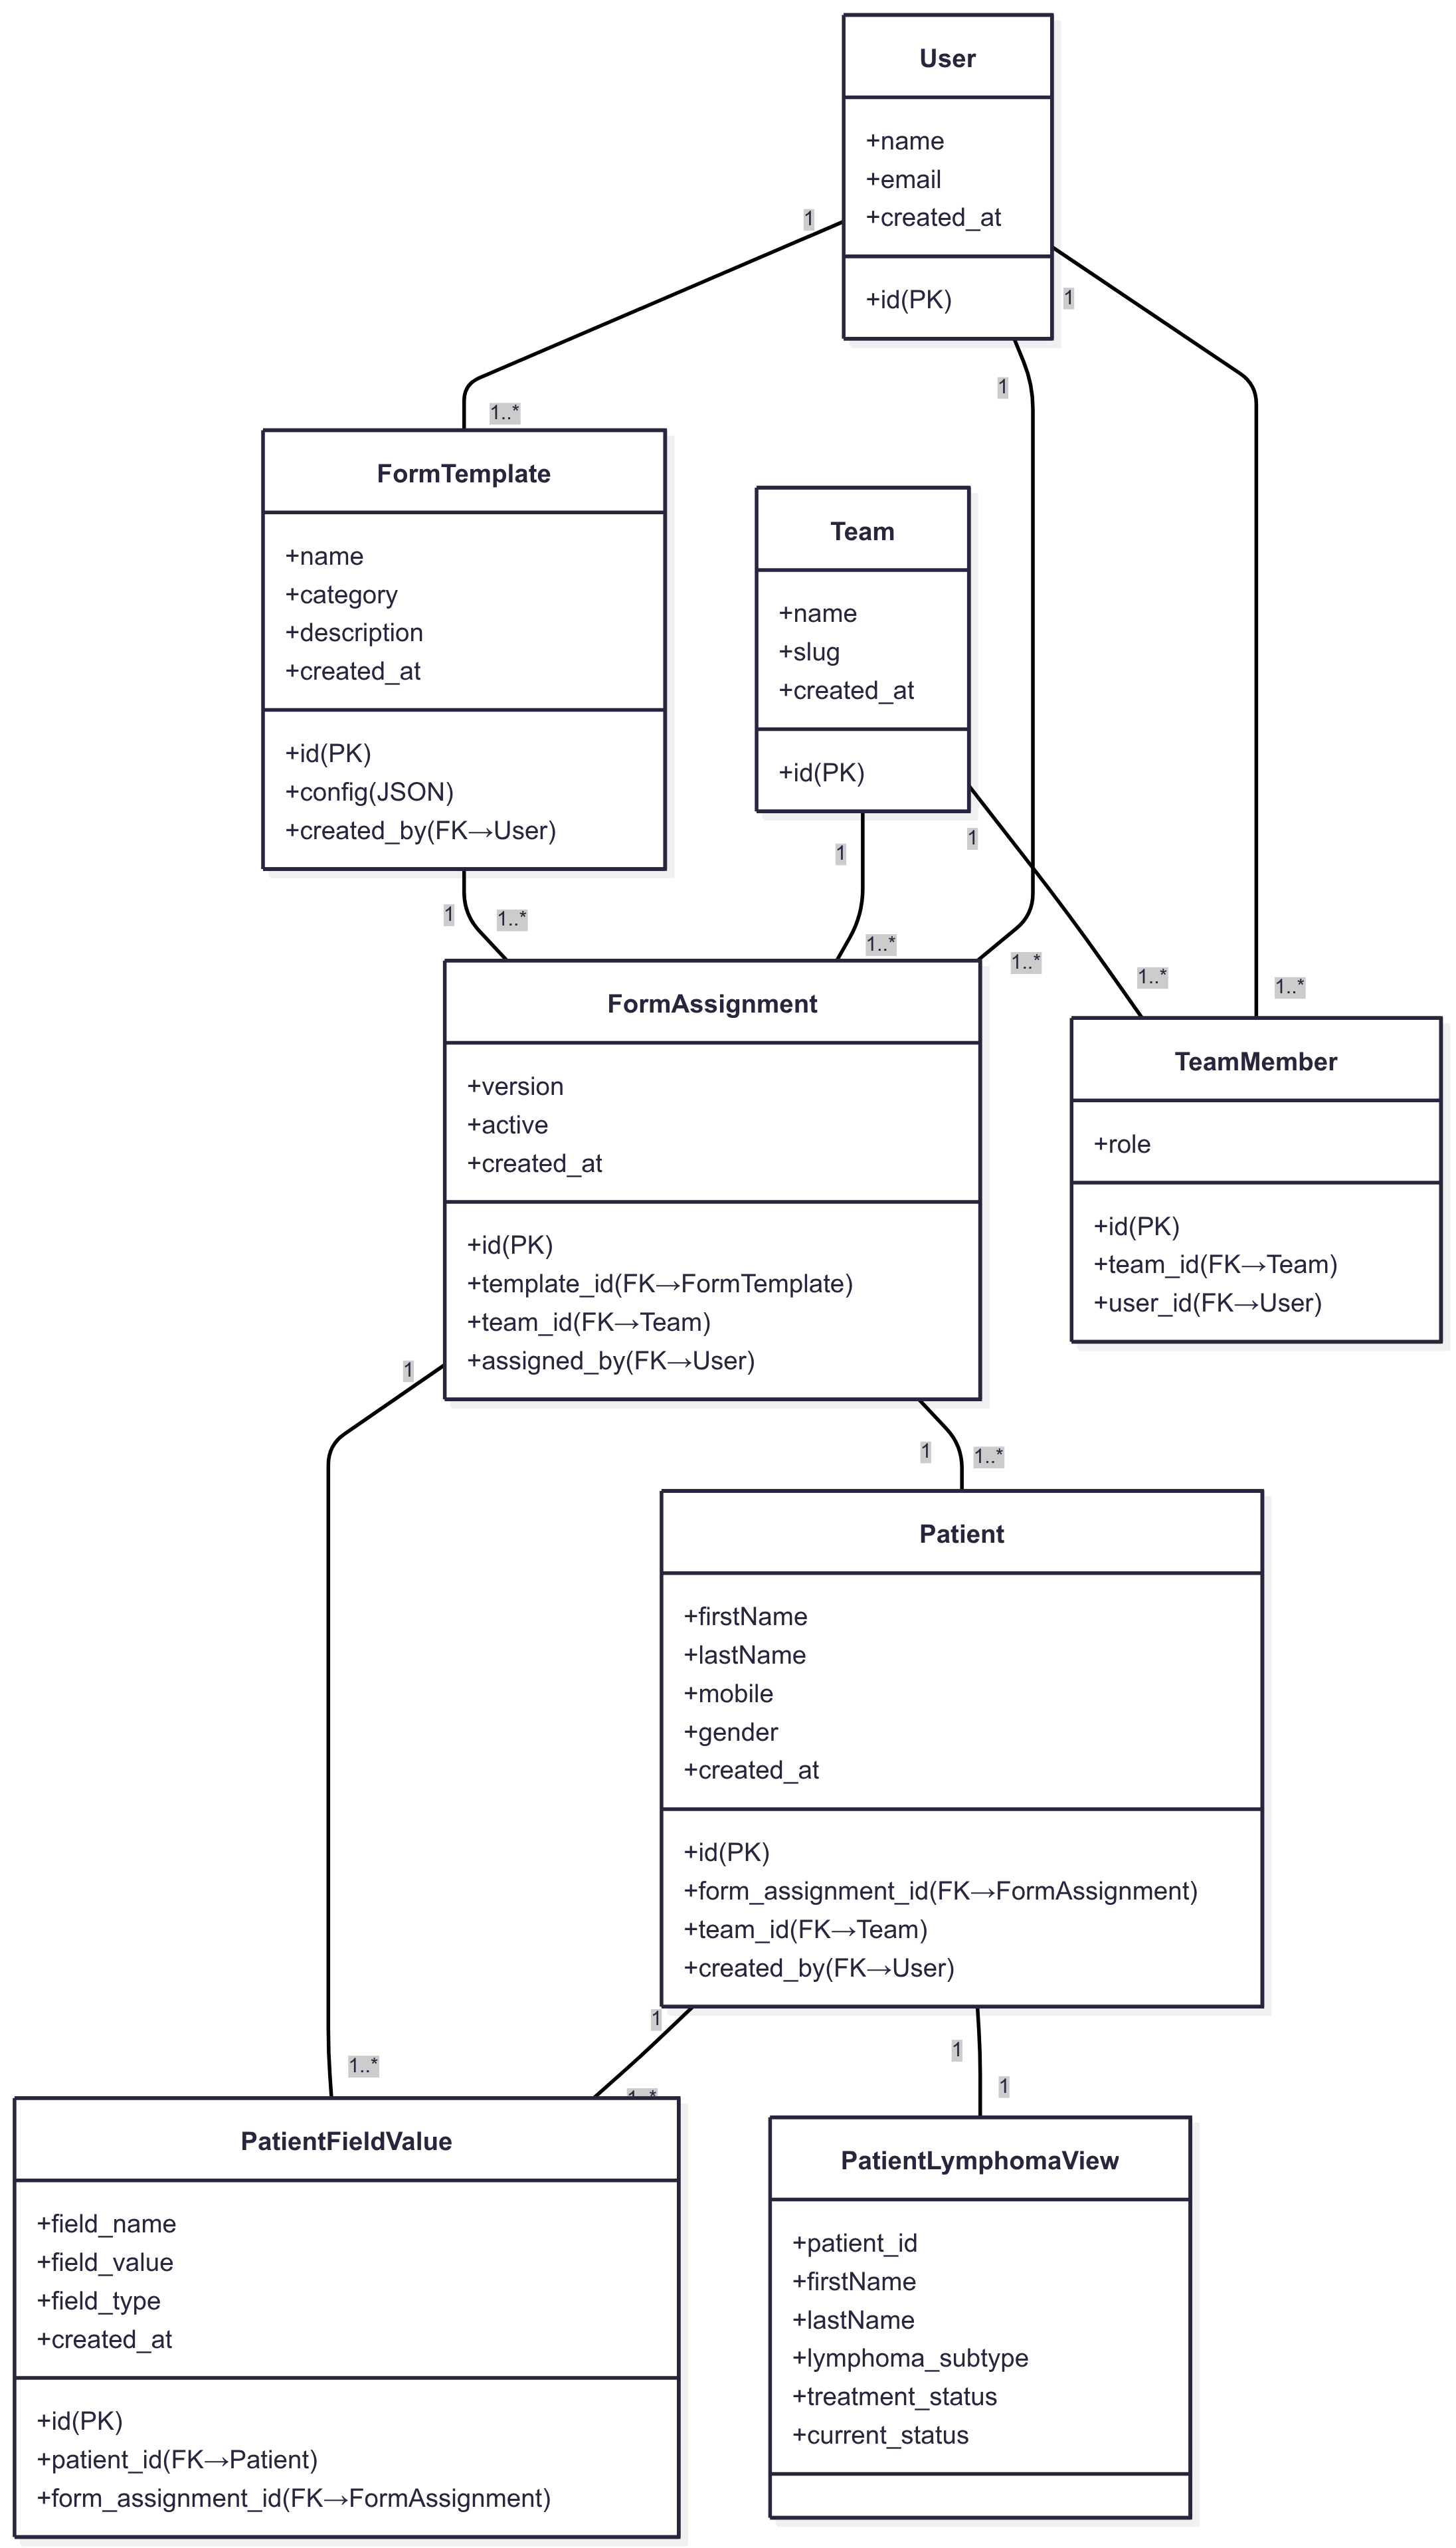 User
+name
+email
+created_at
+id(PK)
1
1
1
1..*
FormTemplate
+name
+category
+description
+created_at
+id(PK)
+config(JSON)
+created_by(FK→User)
Team
+name
+slug
+created_at
+id(PK)
1
1..*
1
1..*
1
1..*
1..*
1..*
FormAssignment
+version
+active
+created_at
+id(PK)
+template_id(FK→FormTemplate)
+team_id(FK→Team)
+assigned_by(FK→User)
TeamMember
+role
+id(PK)
+team_id(FK→Team)
+user_id(FK→User)
1
1
1..*
Patient
+firstName
+lastName
+mobile
+gender
+created_at
+id(PK)
+form_assignment_id(FK→FormAssignment)
+team_id(FK→Team)
+created_by(FK→User)
1
1
1..*
1
1..*
PatientFieldValue
+field_name
+field_value
+field_type
+created_at
+id(PK)
+patient_id(FK→Patient)
+form_assignment_id(FK→FormAssignment)
PatientLymphomaView
+patient_id
+firstName
+lastName
+lymphoma_subtype
+treatment_status
+current_status